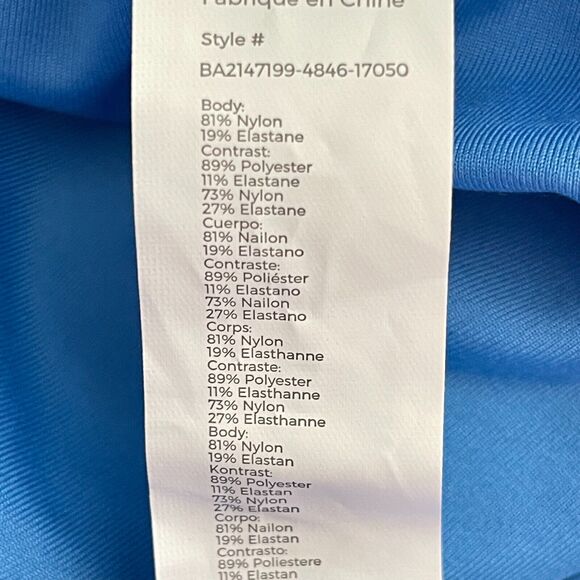 Fabriqué en Chine
Style #
BA2147199-4846-17050
Body:
81% Nylon
19% Elastane
Contrast:
89% Polyester
11% Elastane
73% Nylon
27% Elastane
Cuerpo:
81% Nailon
19% Elastano
Contraste:
89% Poliéster
11% Elastano
73% Nailon
27% Elastano
Corps:
81% Nylon
19% Elasthanne
Contraste:
89% Polyester
11% Elasthanne
73% Nylon
27% Elasthanne
Body:
81% Nylon
19% Elastan
Kontrast:
89% Polyester
11% Elastan
73% Nylon
27% Elastan
Corpo:
81% Nailon
19% Elastan
Contrasto:
89% Poliestere
11% Elastan